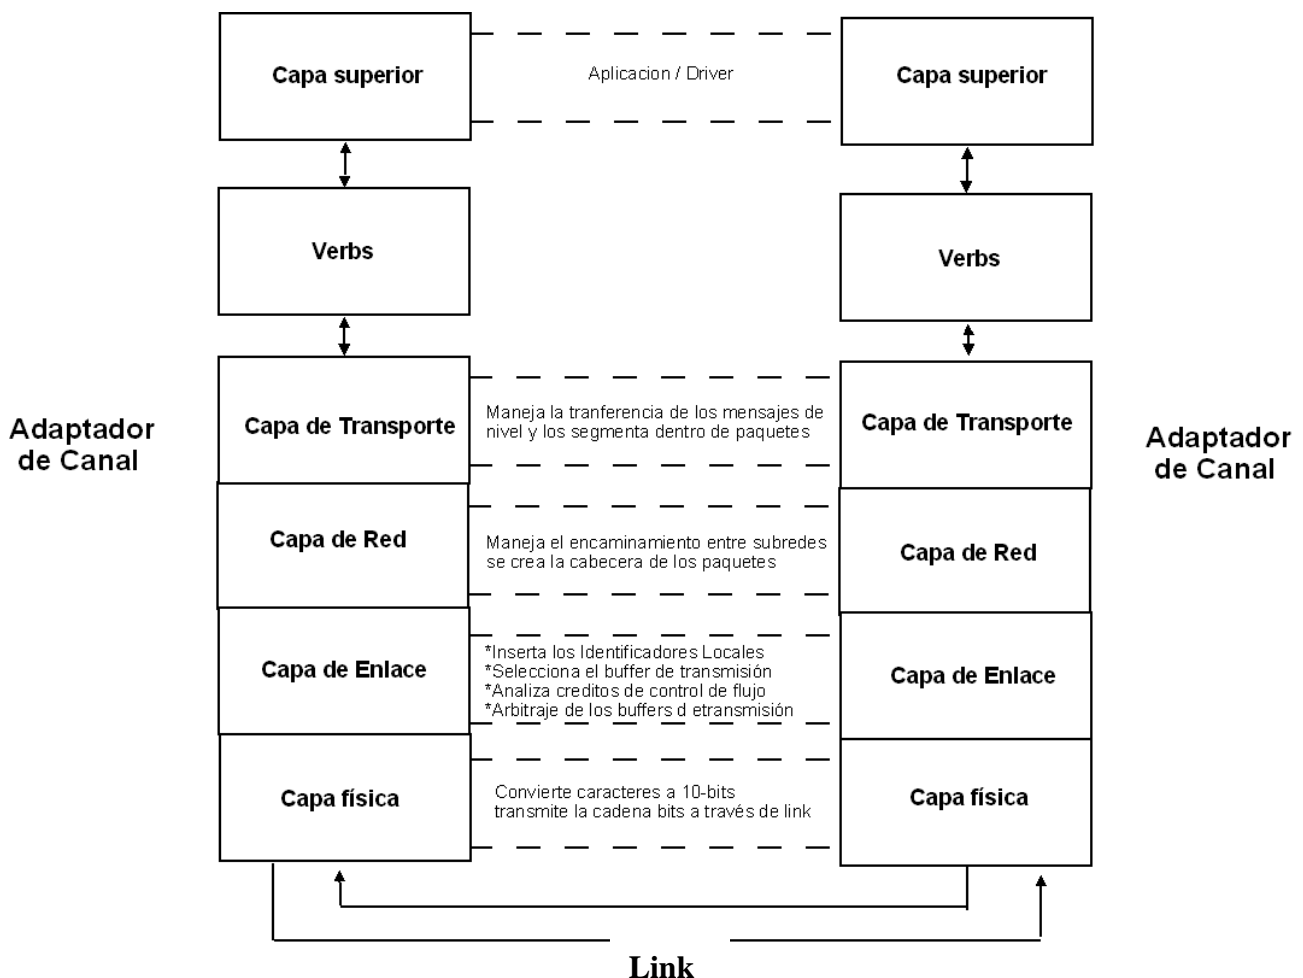 Capa superior
Aplicacion / Driver
Capa superior
Verbs
Verbs
Adaptador
de Canal
Capa de Transporte
Maneja la tranferencia de los mensajes de
nivel y los segmenta dentro de paquetes
Capa de Transporte
Adaptador
de Canal
Capa de Red
Maneja el encaminamiento entre subredes
se crea la cabecera de los paquetes
Capa de Red
Capa de Enlace
*Inserta los Identificadores Locales
*Selecciona el buffer de transmisión
*Analiza creditos de control de flujo
*Arbitraje de los buffers d etransmisión
Capa de Enlace
Capa física
Convierte caracteres a 10-bits
transmite la cadena bits a través de link
Capa física
Link